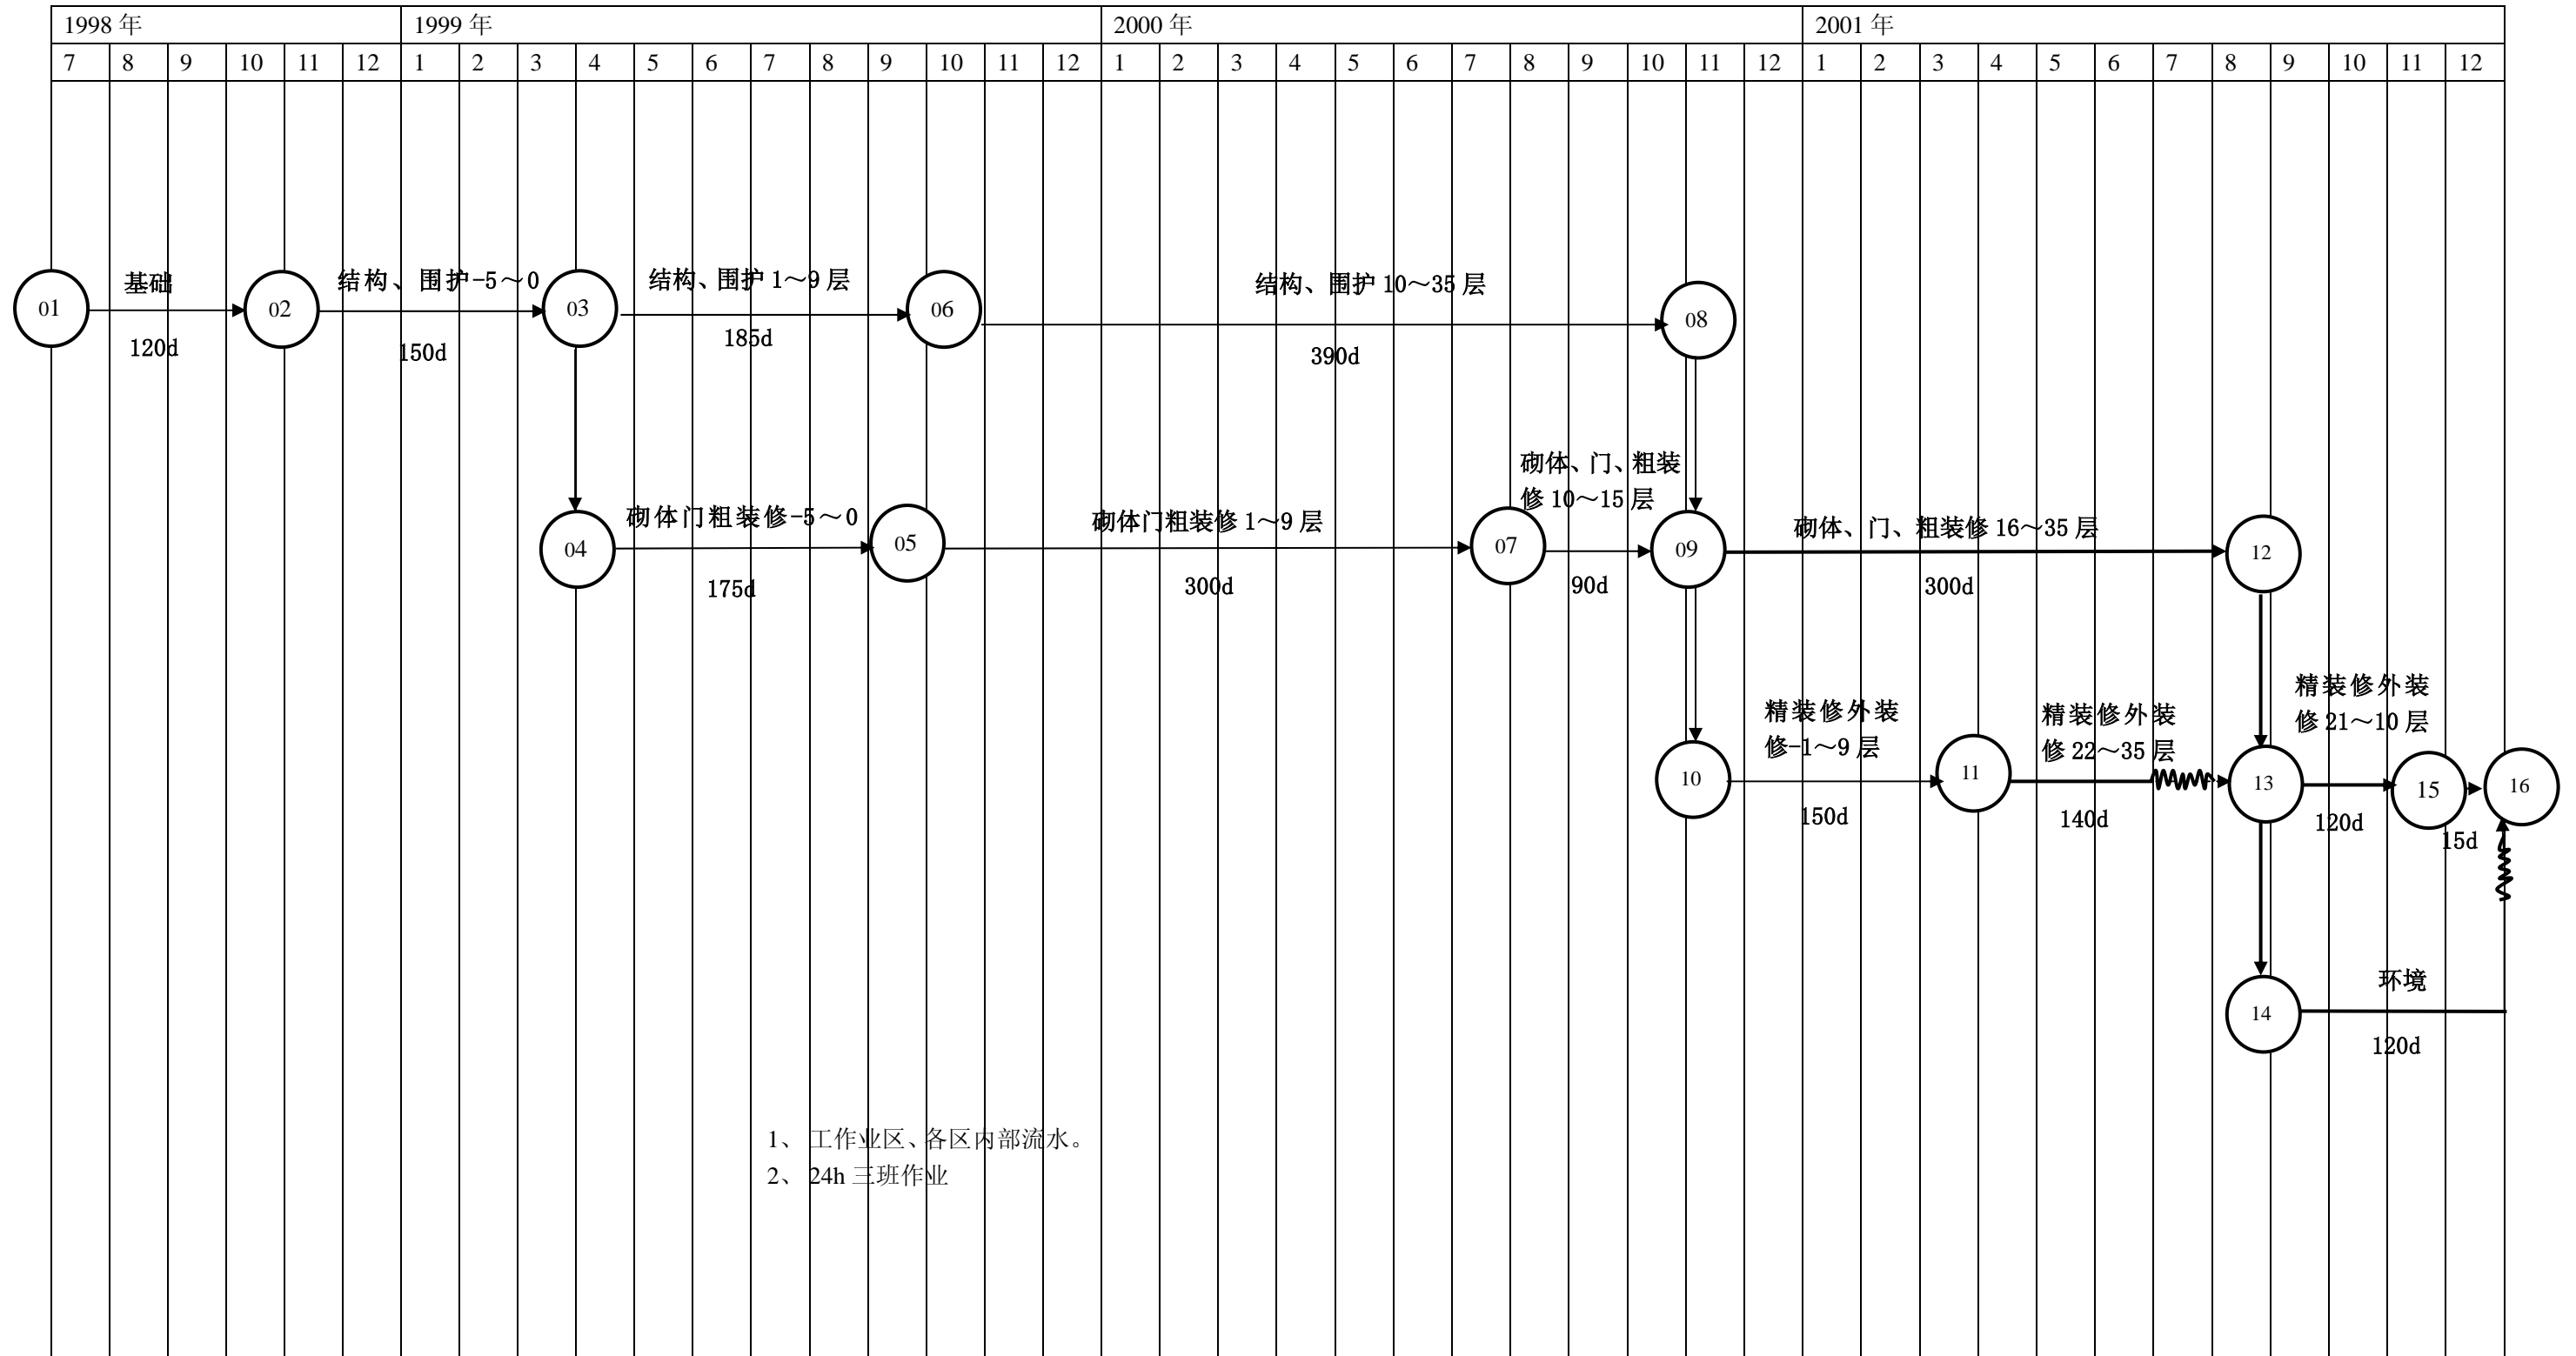 1998 年 1999 年 2000 年 2001 年
7 8 9 10 11 12 1 2 3 4 5 6 7 8 9 10 11 12 1 2 3 4 5 6 7 8 9 10 11 12 1 2 3 4 5 6 7 8 9 10 11 12
基础
结构、围护-5～0
结构、围护 1～9 层
结构、围护 10～35 层
01
02
03
06
08
120d
150d
185d
390d
砌体、门、粗装
修 10～15 层
砌体门粗装修-5～0
砌体门粗装修 1～9 层
砌体、门、粗装修 16～35 层
04
05
07
09
12
175d
300d
90d
300d
精装修外装
修-1～9 层
精装修外装
修 22～35 层
精装修外装
修 21～10 层
10
11
13
15
16
150d
140d
120d
15d
环境
14
120d
1、 工作业区、各区内部流水。
2、 24h 三班作业